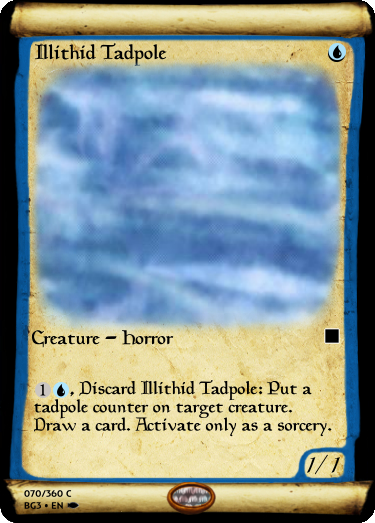 Illithid Tadpole
Creature – Horror
1 , Discard Illithid Tadpole: Put a
tadpole counter on target creature.
Draw a card. Activate only as a sorcery.
1/1
070/360 C
BG3 • EN